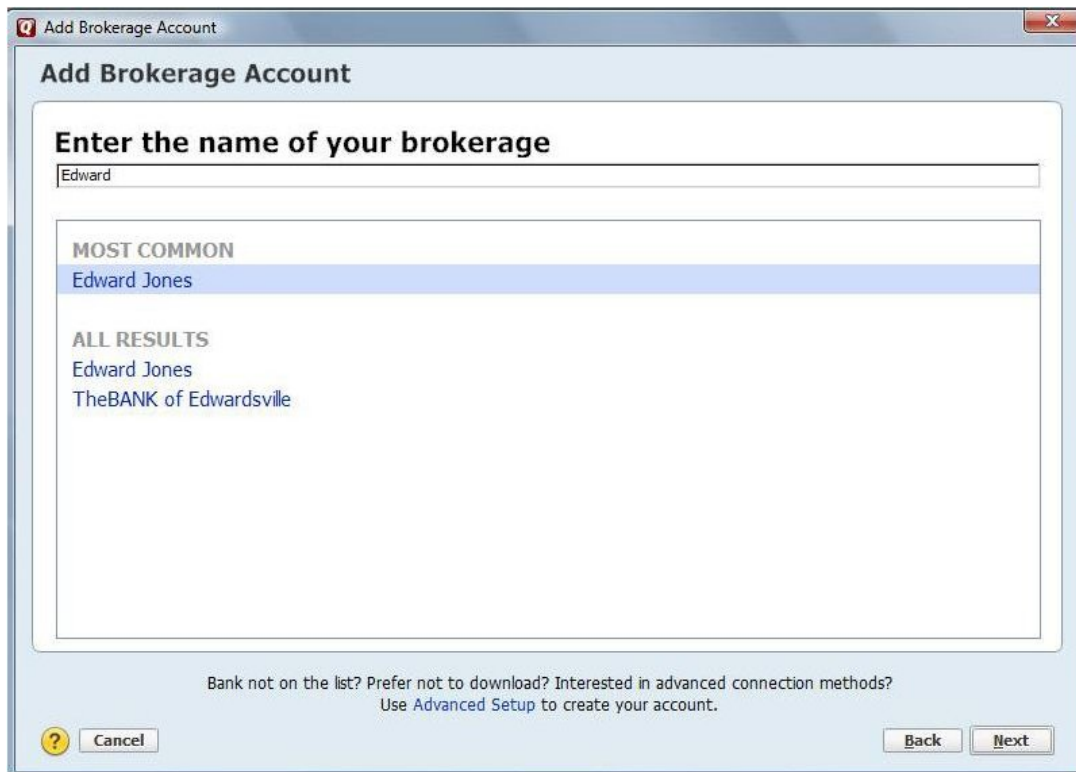 Add Brokerage Account
Add Brokerage Account
Enter the name of your brokerage
Edward
MOST COMMON
Edward Jones
ALL RESULTS
Edward Jones
TheBANK of Edwardsville
Bank not on the list? Prefer not to download? Interested in advanced connection methods?
Use Advanced Setup to create your account.
? Cancel Back Next